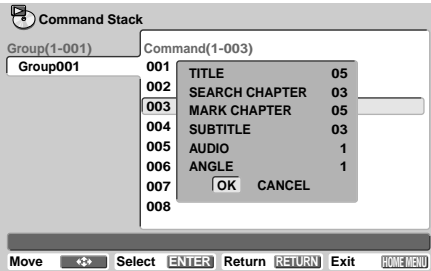 Command Stack
Group(1-001)
Group001
Command(1-003)
001
002
003
004
005
006
007
008
TITLE 05
SEARCH CHAPTER 03
MARK CHAPTER 05
SUBTITLE 03
AUDIO 1
ANGLE 1
OK CANCEL
Move Select ENTER Return RETURN Exit HOME MENU